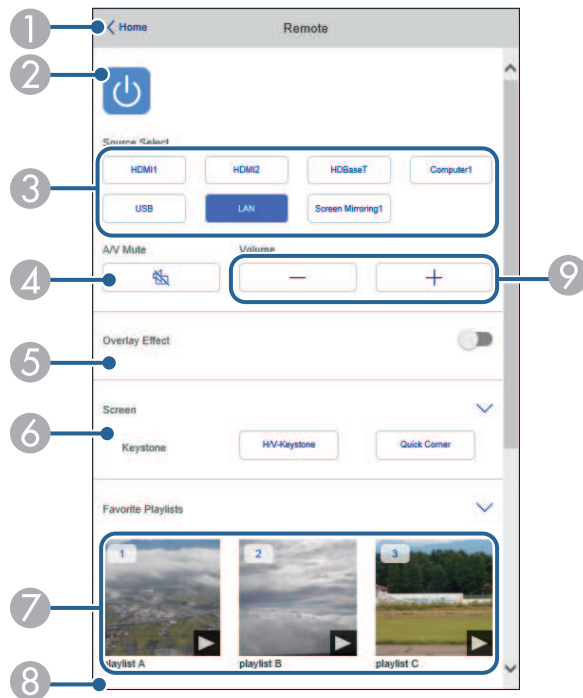 1
< Home
Remote
2
Source Select
3
HDMI1
HDMI2
HDBaseT
Computer1
USB
LAN
Screen Mirroring1
A/V Mute
Volume
4
−
+
9
Overlay Effect
5
Screen
6
Keystone
H/V-Keystone
Quick Corner
Favorite Playlists
1
2
3
7
playlist A
playlist B
playlist C
8